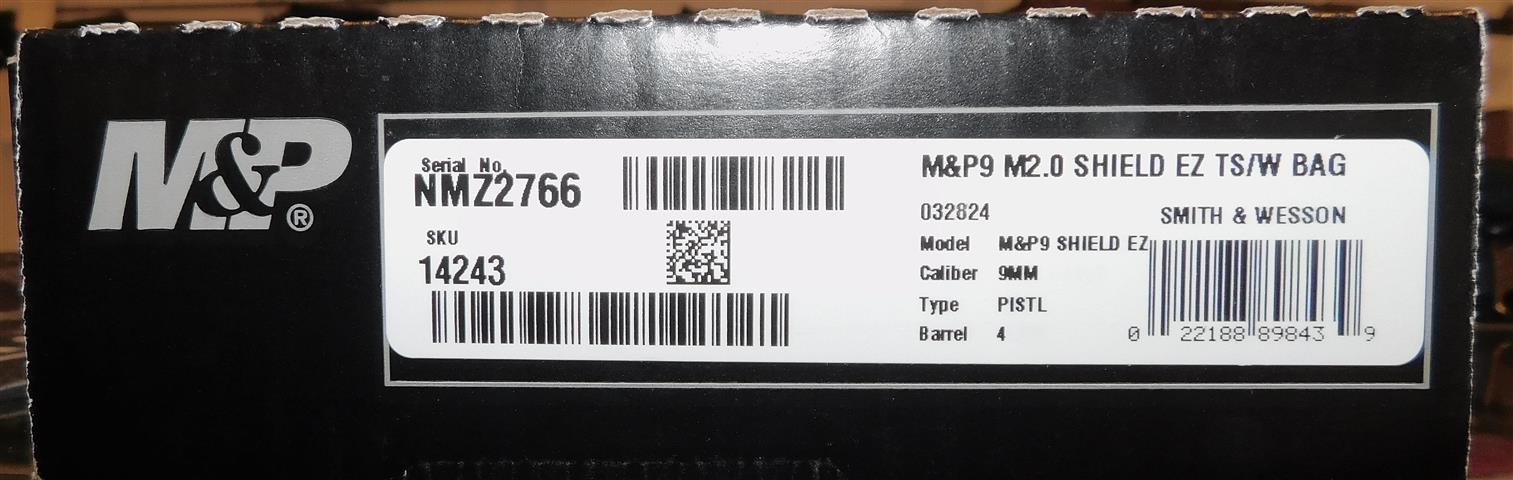 M&P®
Serial No.
NMZ2766
SKU
14243
M&P9 M2.0 SHIELD EZ TS/W BAG
032824
SMITH & WESSON
Model M&P9 SHIELD EZ
Caliber 9MM
Type PISTL
Barrel 4
0 22188 89843 9